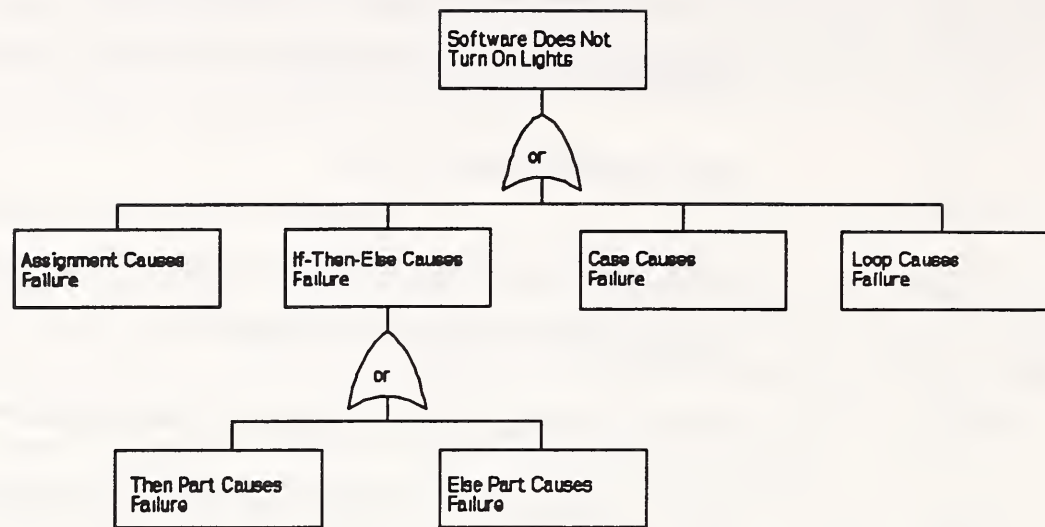 Software Does Not
Turn On Lights
or
Assignment Causes
Failure
If-Then-Else Causes
Failure
Case Causes
Failure
Loop Causes
Failure
or
Then Part Causes
Failure
Else Part Causes
Failure